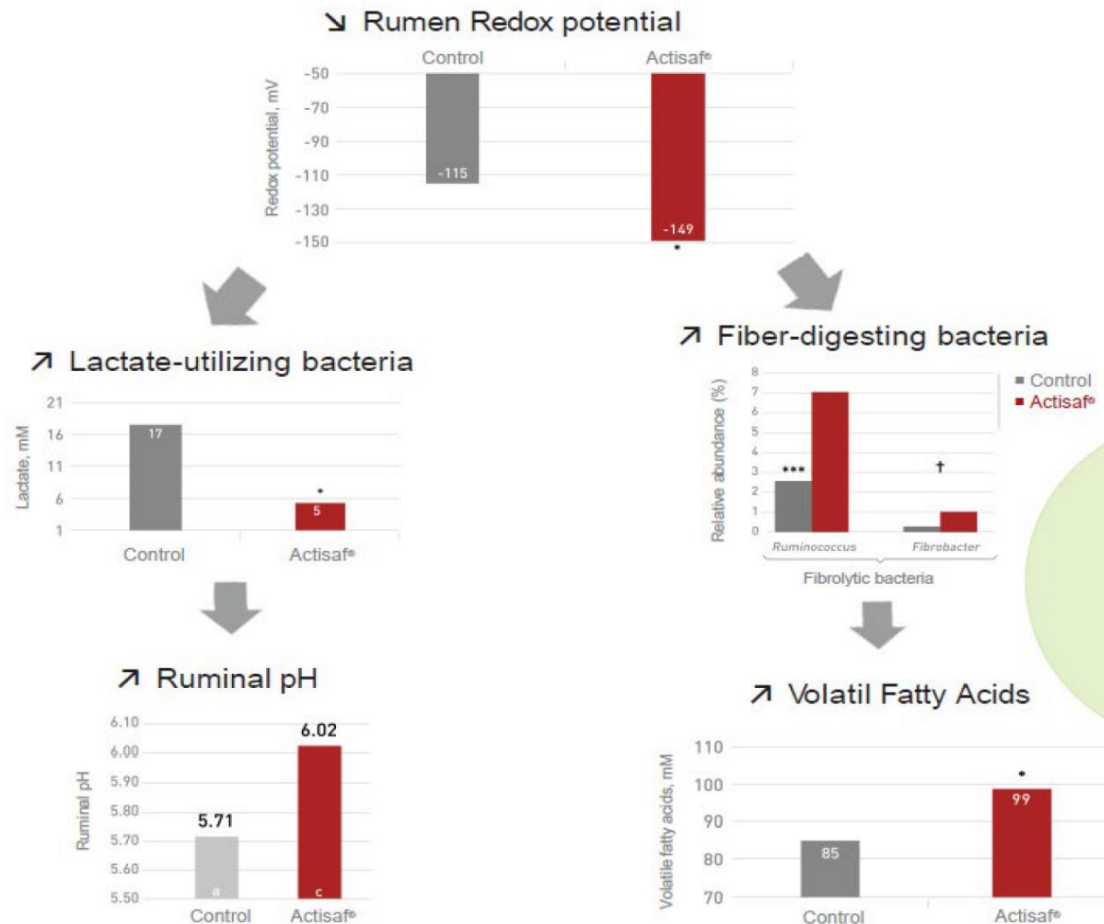 ↘ Rumen Redox potential
Control Actisaf®
Redox potential, mV
-50
-70
-90
-110
-130
-150
-115
-149
*
↗ Lactate-utilizing bacteria
Lactate, mM
21
16
11
6
1
17
*
5
Control Actisaf®
↗ Fiber-digesting bacteria
Relative abundance (%)
8
7
6
5
4
3
2
1
0
***
†
Ruminococcus Fibrobacter
Fibrolytic bacteria
Control
Actisaf®
↗ Ruminal pH
Ruminal pH
6.10
6.00
5.90
5.80
5.70
5.60
5.50
5.71
6.02
a c
Control Actisaf®
↗ Volatil Fatty Acids
Volatile fatty acids, mM
110
100
90
80
70
85
*
99
Control Actisaf®